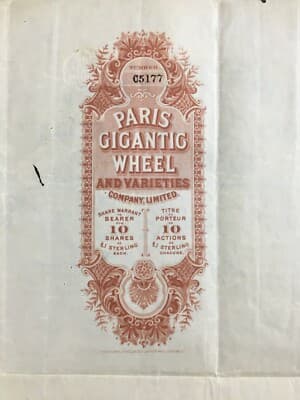 NUMBER
C5177
PARIS
GIGANTIC
WHEEL
AND VARIETIES
COMPANY, LIMITED.
SHARE WARRANT
TO
BEARER
FOR
10
SHARES
OF
£1 STERLING
EACH.
TITRE
AU
PORTEUR
DE
10
ACTIONS
DE
£1 STERLING
CHACUNE.